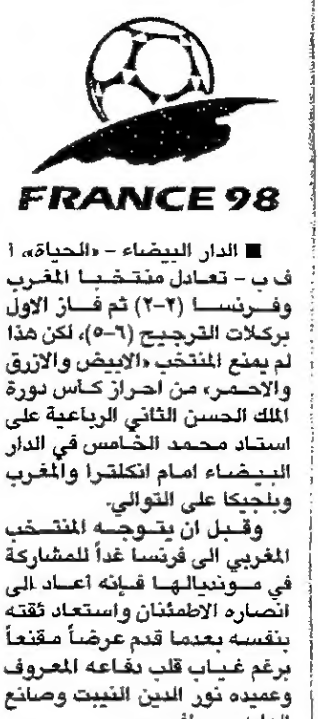 FRANCE 98
■ الدار البيضاء - «الحياة»، ا
ف ب - تعادل منتخبا المغرب
وفرنسا (٢-٢) ثم فاز الاول
بركلات الترجيح (٦-٥)، لكن هذا
لم يمنع المنتخب «الابيض والازرق
والاحمر» من احراز كأس دورة
الملك الحسن الثاني الرباعية على
استاد محمد الخامس في الدار
البيضاء امام انكلترا والمغرب
وبلجيكا على التوالي.
وقبل ان يتوجه المنتخب
المغربي الى فرنسا غداً للمشاركة
في مونديالها فإنه أعاد الى
انصاره الاطمئنان واستعاد ثقته
بنفسه بعدما قدم عرضاً مقنعاً
برغم غياب قلب دفاعه المعروف
وعميده نور الدين النيبت وصانع